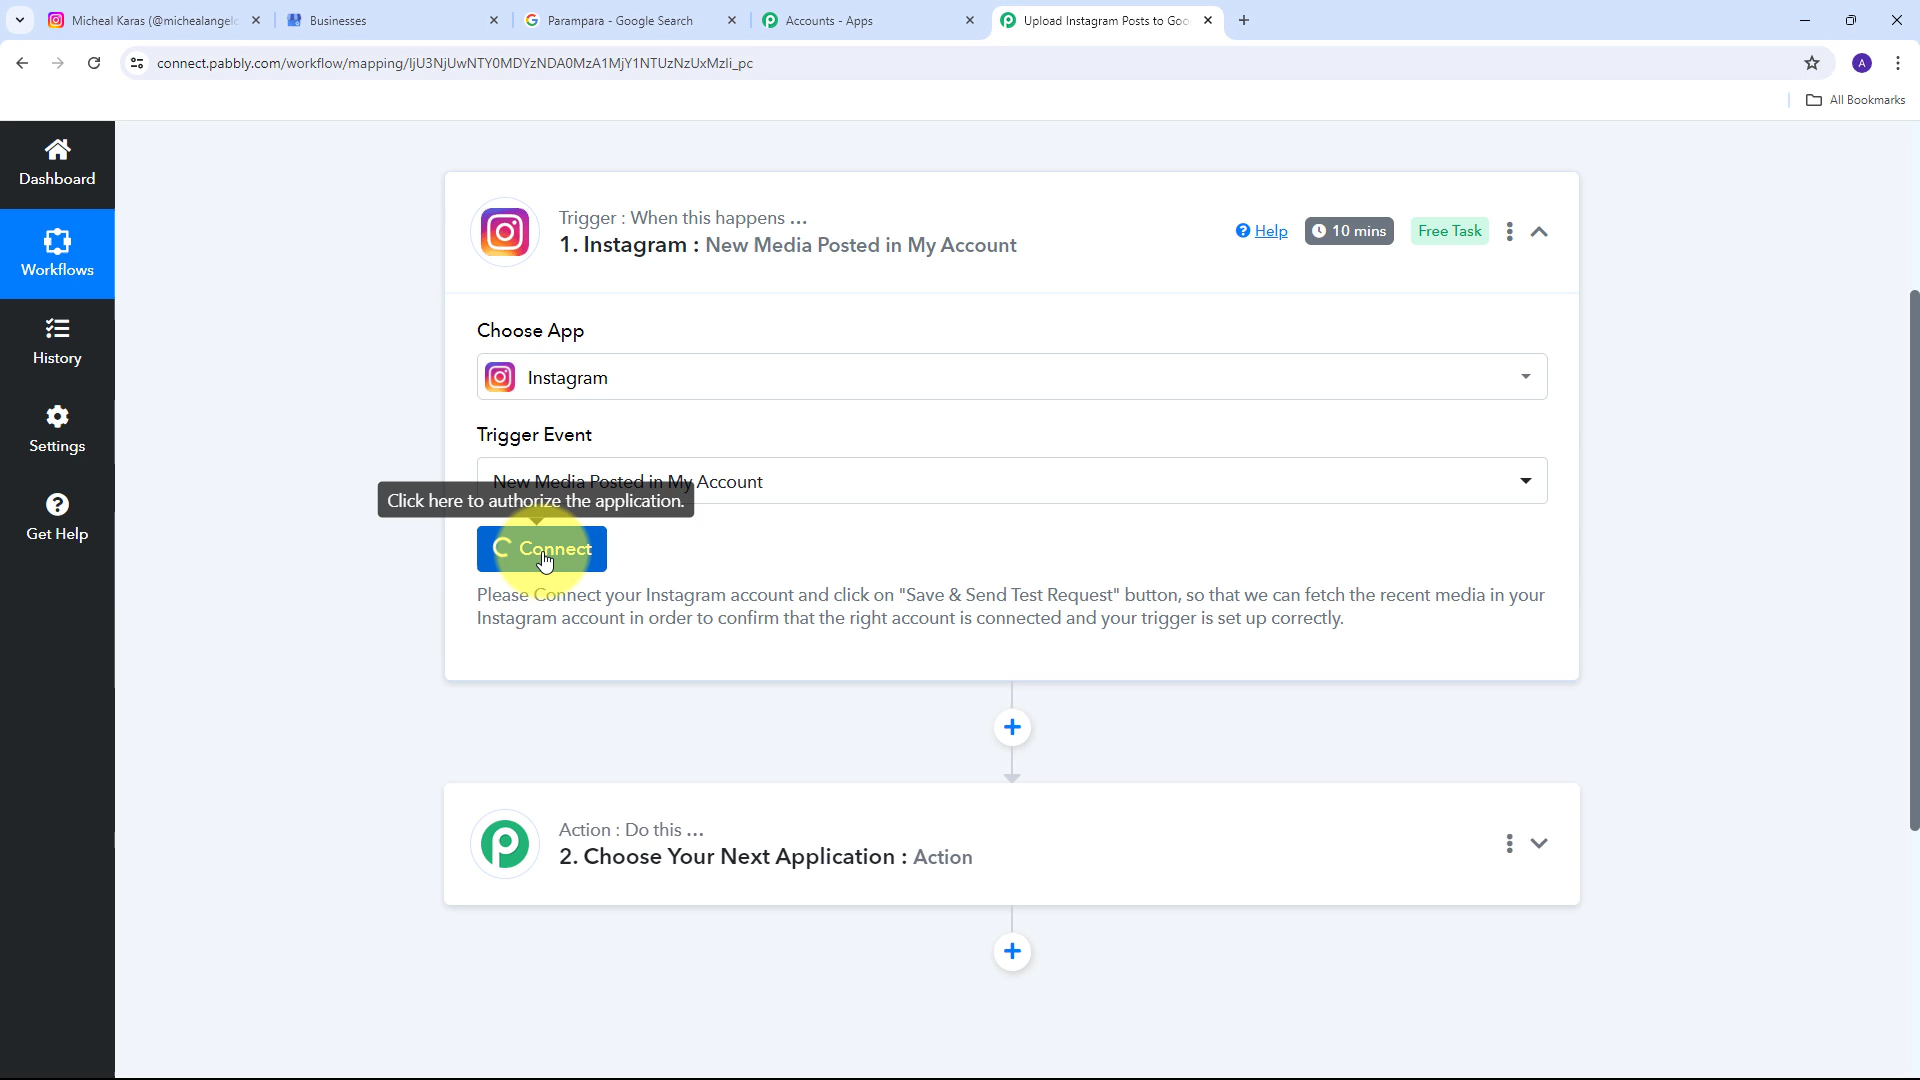 Micheal Karas (@michealangelo
Businesses
Parampara - Google Search
Accounts - Apps
Upload Instagram Posts to Goo
connect.pabbly.com/workflow/mapping/IjU3NjUwNTY0MDYzNDA0MzA1MjY1NTUzNzUxMzIi_pc
A
All Bookmarks
Dashboard
Workflows
History
Settings
Get Help
Trigger : When this happens ...
1. Instagram : New Media Posted in My Account
Help
10 mins
Free Task
Choose App
Instagram
Trigger Event
New Media Posted in My Account
Click here to authorize the application.
Connect
Please Connect your Instagram account and click on "Save & Send Test Request" button, so that we can fetch the recent media in your
Instagram account in order to confirm that the right account is connected and your trigger is set up correctly.
Action : Do this ...
2. Choose Your Next Application : Action